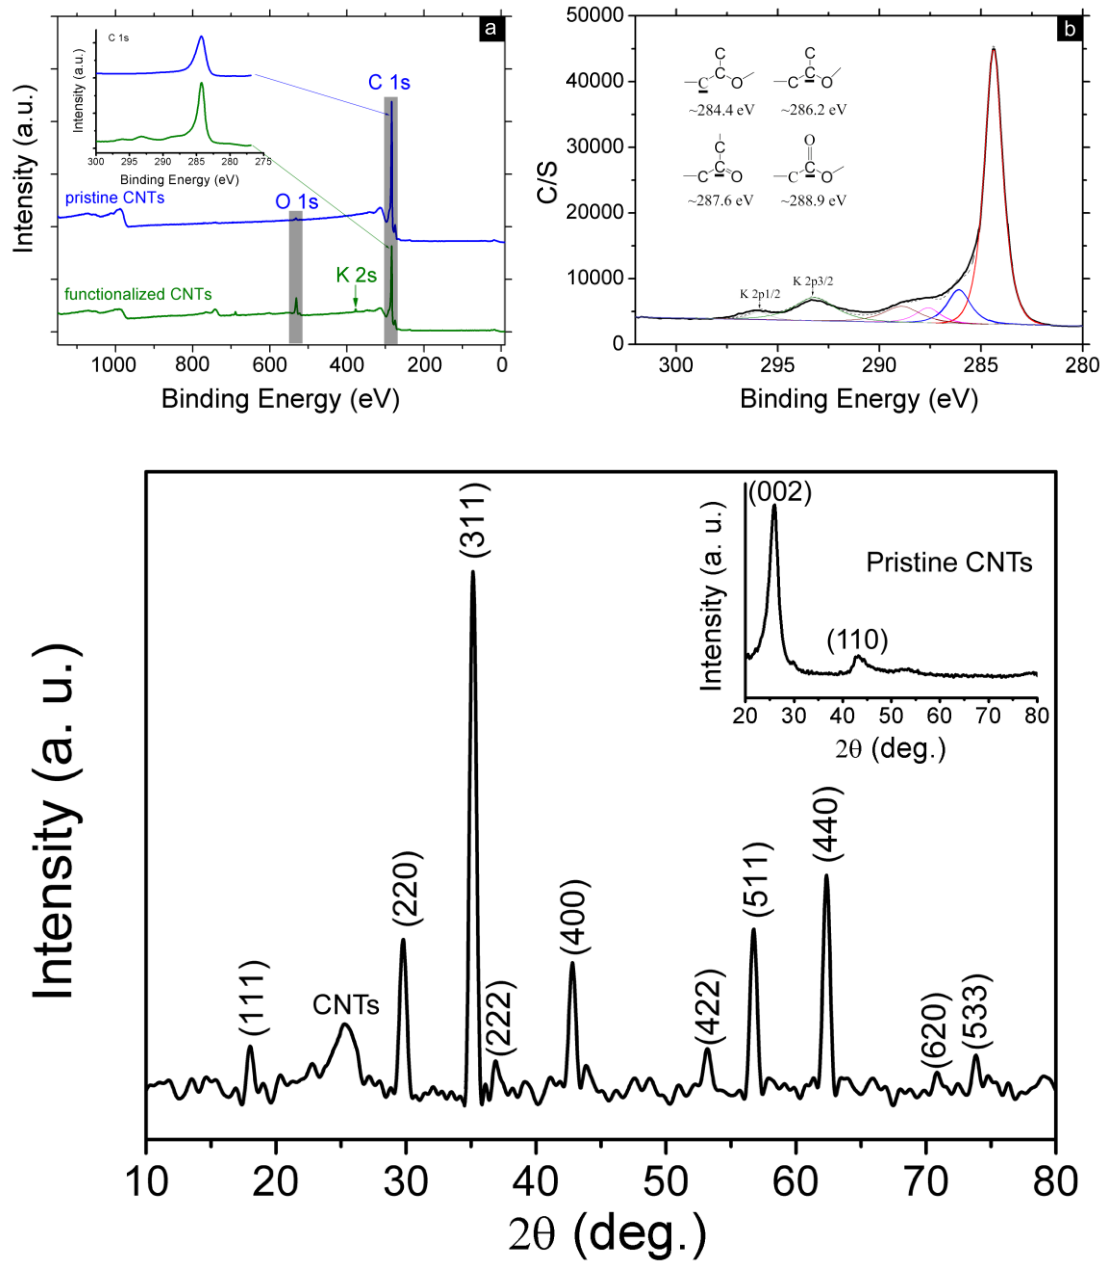 a
C 1s
Intensity (a.u.)
300 295 290 285 280 275
Binding Energy (eV)
C 1s
O 1s
pristine CNTs
K 2s
functionalized CNTs
Intensity (a.u.)
1000 800 600 400 200 0
Binding Energy (eV)
b
50000
40000
30000
20000
10000
0
C/S
C
C C O
~284.4 eV
C
C O
~286.2 eV
C
C O
~287.6 eV
O
C C O
~288.9 eV
K 2p1/2
K 2p3/2
300 295 290 285 280
Binding Energy (eV)
Intensity (a. u.)
(111)
CNTs
(220)
(311)
(222)
(400)
(422)
(511)
(440)
(620)
(533)
10 20 30 40 50 60 70 80
2θ (deg.)
(002)
Pristine CNTs
(110)
Intensity (a. u.)
20 30 40 50 60 70 80
2θ (deg.)